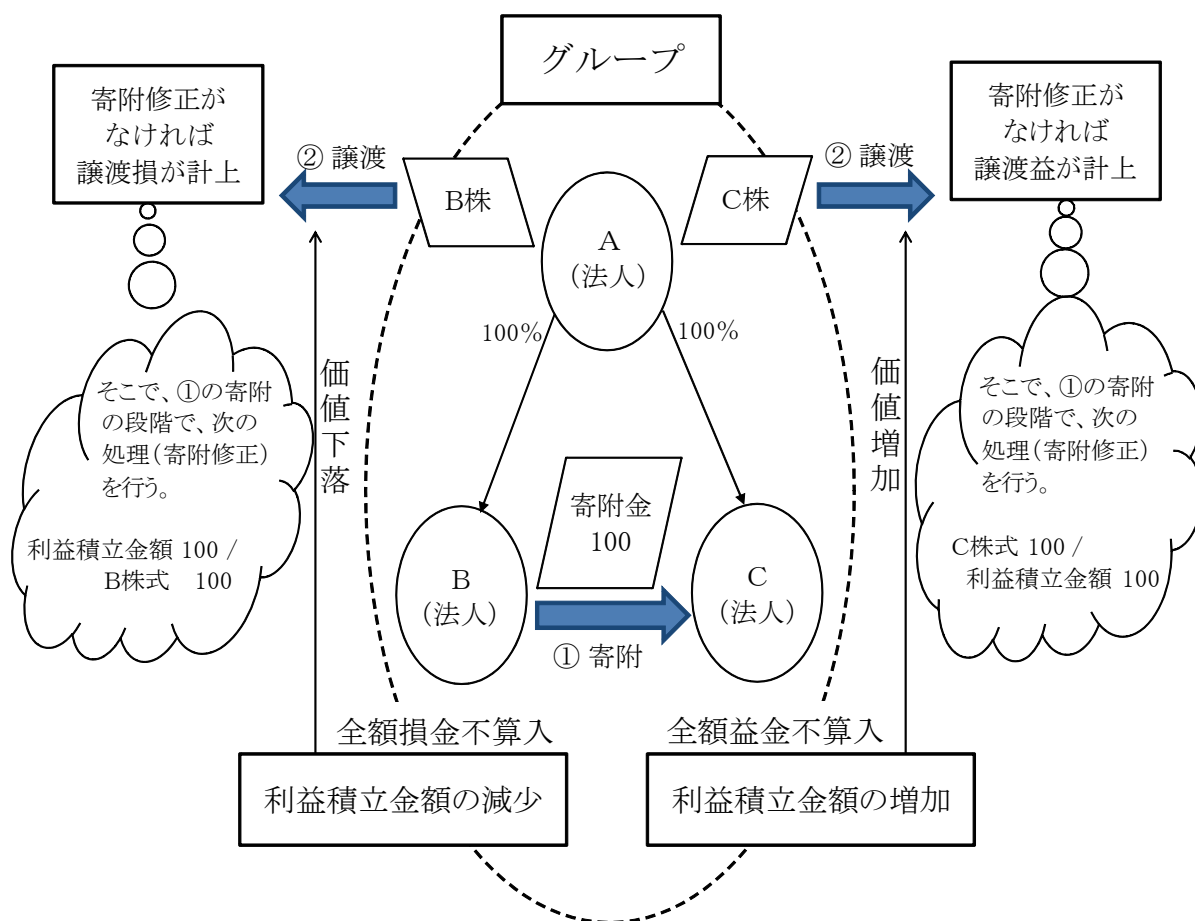 グループ
寄附修正が
なければ
譲渡損が計上
② 譲渡
B株
C株
② 譲渡
寄附修正が
なければ
譲渡益が計上
A
(法人)
100%
100%
そこで、①の寄附
の段階で、次の
処理(寄附修正)
を行う。
利益積立金額 100 /
B株式 100
価値下落
寄附金
100
B
(法人)
① 寄附
C
(法人)
価値増加
そこで、①の寄附
の段階で、次の
処理(寄附修正)
を行う。
C株式 100 /
利益積立金額 100
全額損金不算入
全額益金不算入
利益積立金額の減少
利益積立金額の増加